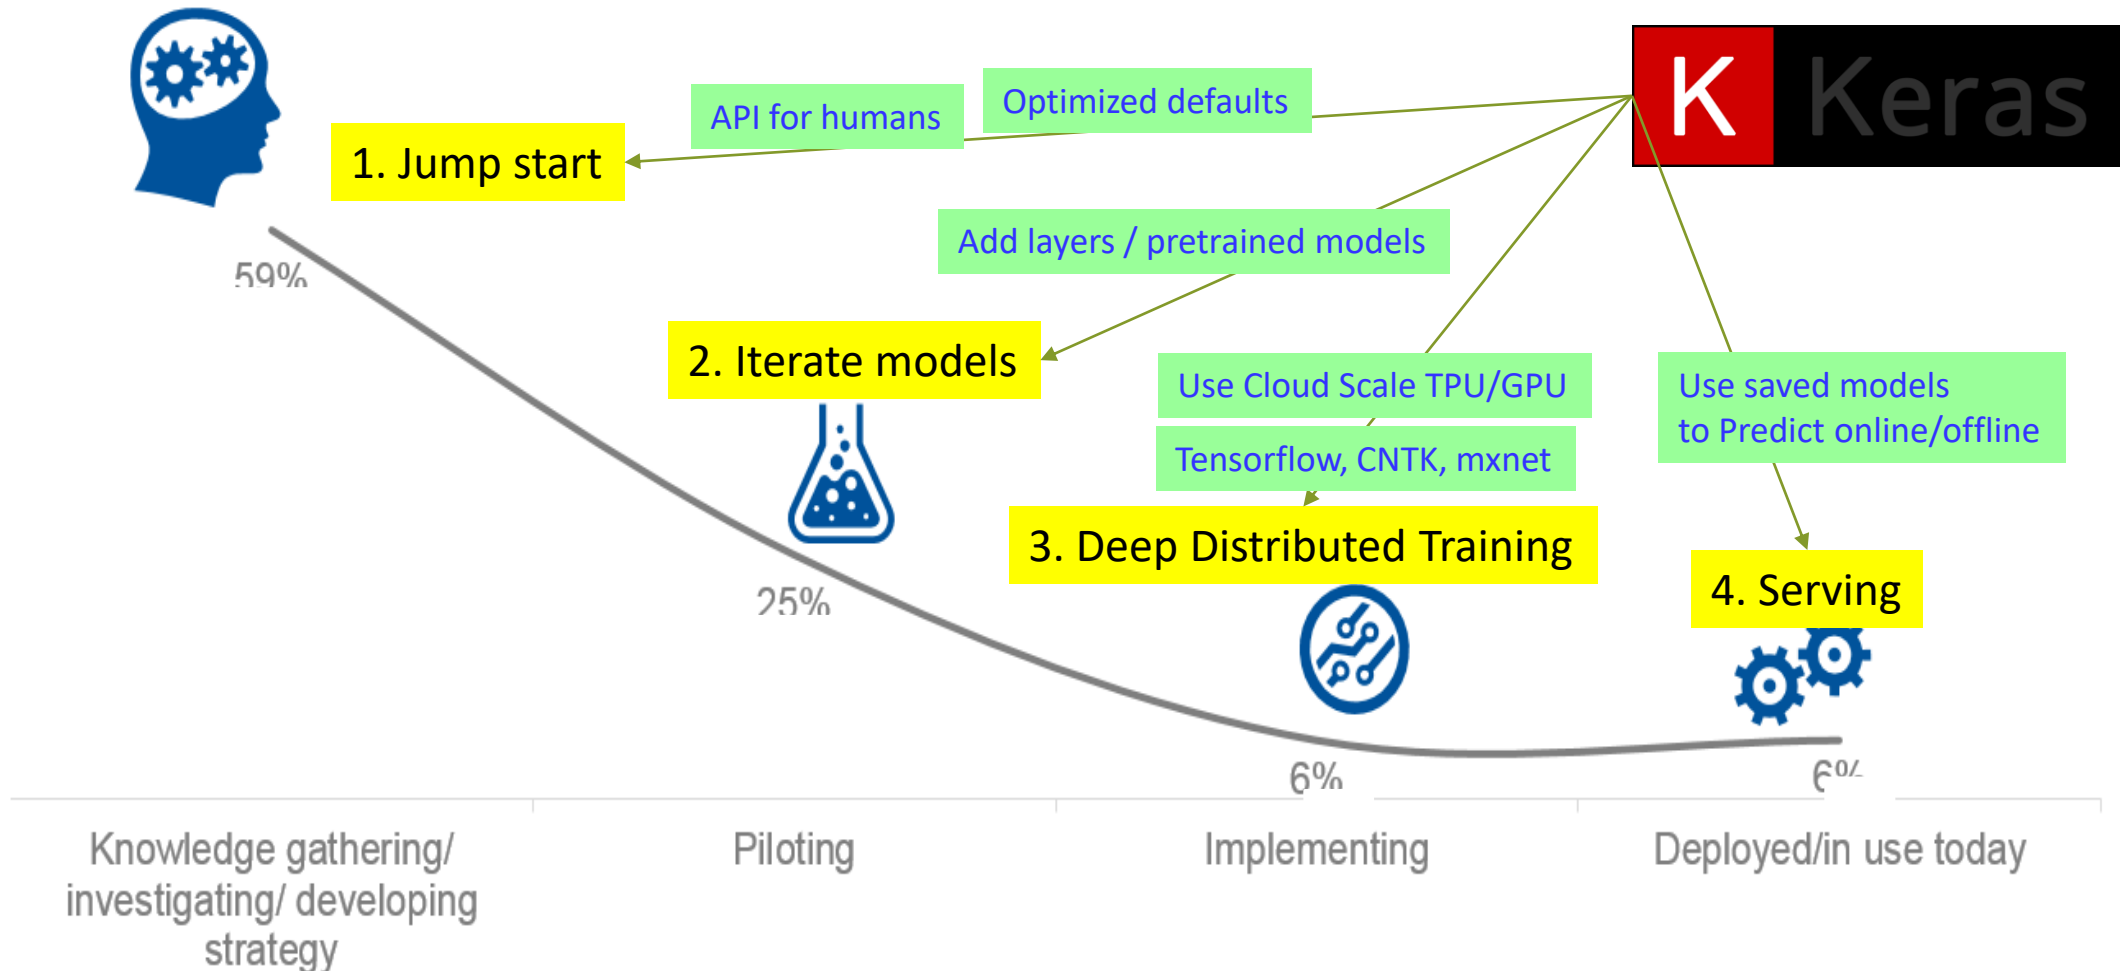 K Keras
API for humans
Optimized defaults
1. Jump start
Add layers / pretrained models
59%
2. Iterate models
Use Cloud Scale TPU/GPU
Use saved models
to Predict online/offline
Tensorflow, CNTK, mxnet
3. Deep Distributed Training
4. Serving
25%
6%
6%
Knowledge gathering/
investigating/ developing
strategy
Piloting
Implementing
Deployed/in use today